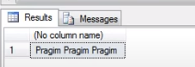 Results Messages
(No column name)
1 Pragim Pragim Pragim